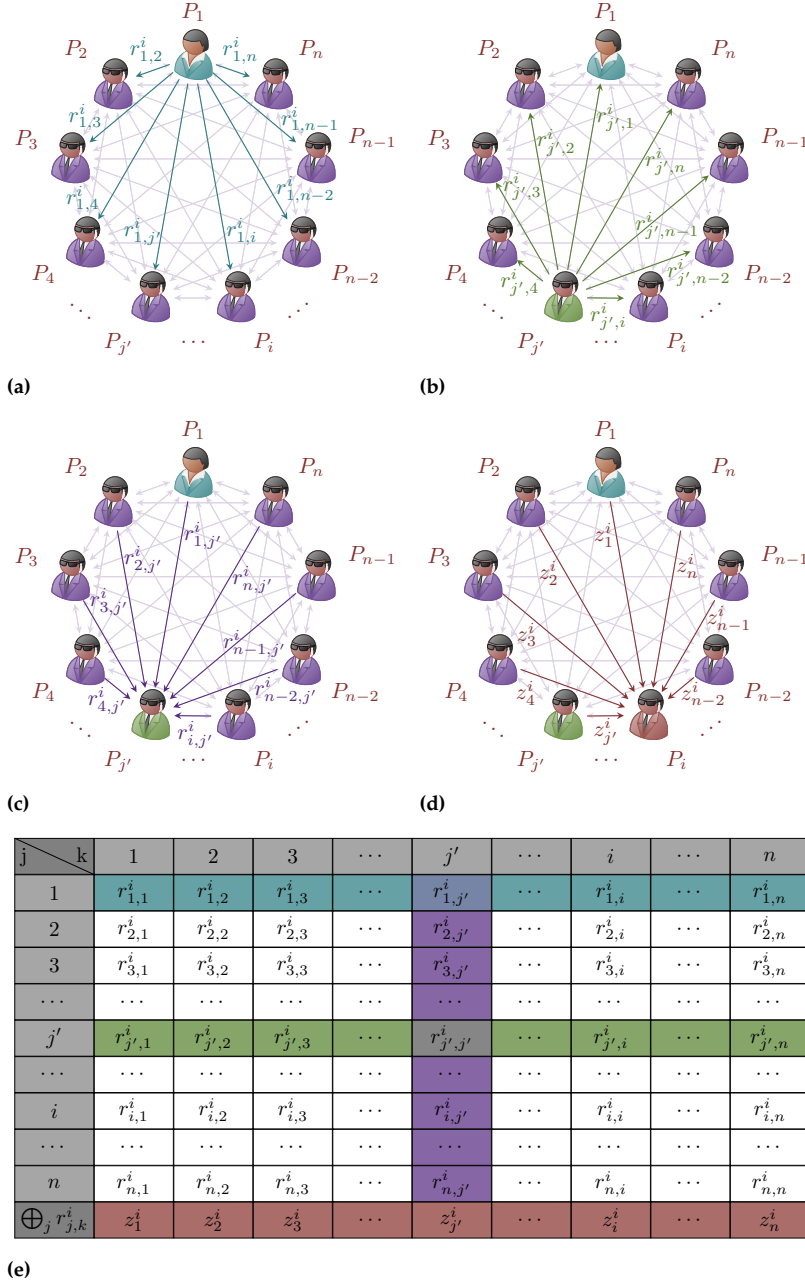 P_1
P_2 r^i_{1,2} r^i_{1,n} P_n
r^i_{1,3} r^i_{1,n-1}
P_3 P_{n-1}
r^i_{1,4} r^i_{1,n-2}
r^i_{1,j'} r^i_{1,i}
P_4 P_{n-2}
⋯ ⋯
P_{j'} ⋯ P_i
(a)
P_1
P_2 P_n
r^i_{j',1}
P_3 r^i_{j',2} r^i_{j',n} P_{n-1}
r^i_{j',3}
r^i_{j',n-1}
P_4 r^i_{j',4} r^i_{j',n-2} P_{n-2}
⋯ r^i_{j',i} ⋯
P_{j'} ⋯ P_i
(b)
P_1
P_2 P_n
r^i_{1,j'}
P_3 r^i_{2,j'} P_{n-1}
r^i_{3,j'} r^i_{n,j'}
r^i_{n-1,j'}
P_4 r^i_{4,j'} r^i_{n-2,j'} P_{n-2}
⋯ r^i_{i,j'} ⋯
P_{j'} ⋯ P_i
(c)
P_1
P_2 P_n
z^i_1
P_3 z^i_2 z^i_n P_{n-1}
z^i_3 z^i_{n-1}
P_4 z^i_4 z^i_{n-2} P_{n-2}
⋯ z^i_{j'} ⋯
P_{j'} ⋯ P_i
(d)
j k 1 2 3 ⋯ j' ⋯ i ⋯ n
1 r^i_{1,1} r^i_{1,2} r^i_{1,3} ⋯ r^i_{1,j'} ⋯ r^i_{1,i} ⋯ r^i_{1,n}
2 r^i_{2,1} r^i_{2,2} r^i_{2,3} ⋯ r^i_{2,j'} ⋯ r^i_{2,i} ⋯ r^i_{2,n}
3 r^i_{3,1} r^i_{3,2} r^i_{3,3} ⋯ r^i_{3,j'} ⋯ r^i_{3,i} ⋯ r^i_{3,n}
⋯ ⋯ ⋯ ⋯ ⋯ ⋯ ⋯ ⋯ ⋯ ⋯
j' r^i_{j',1} r^i_{j',2} r^i_{j',3} ⋯ r^i_{j',j'} ⋯ r^i_{j',i} ⋯ r^i_{j',n}
⋯ ⋯ ⋯ ⋯ ⋯ ⋯ ⋯ ⋯ ⋯ ⋯
i r^i_{i,1} r^i_{i,2} r^i_{i,3} ⋯ r^i_{i,j'} ⋯ r^i_{i,i} ⋯ r^i_{i,n}
⋯ ⋯ ⋯ ⋯ ⋯ ⋯ ⋯ ⋯ ⋯ ⋯
n r^i_{n,1} r^i_{n,2} r^i_{n,3} ⋯ r^i_{n,j'} ⋯ r^i_{n,i} ⋯ r^i_{n,n}
⊕_j r^i_{j,k} z^i_1 z^i_2 z^i_3 ⋯ z^i_{j'} ⋯ z^i_i ⋯ z^i_n
(e)